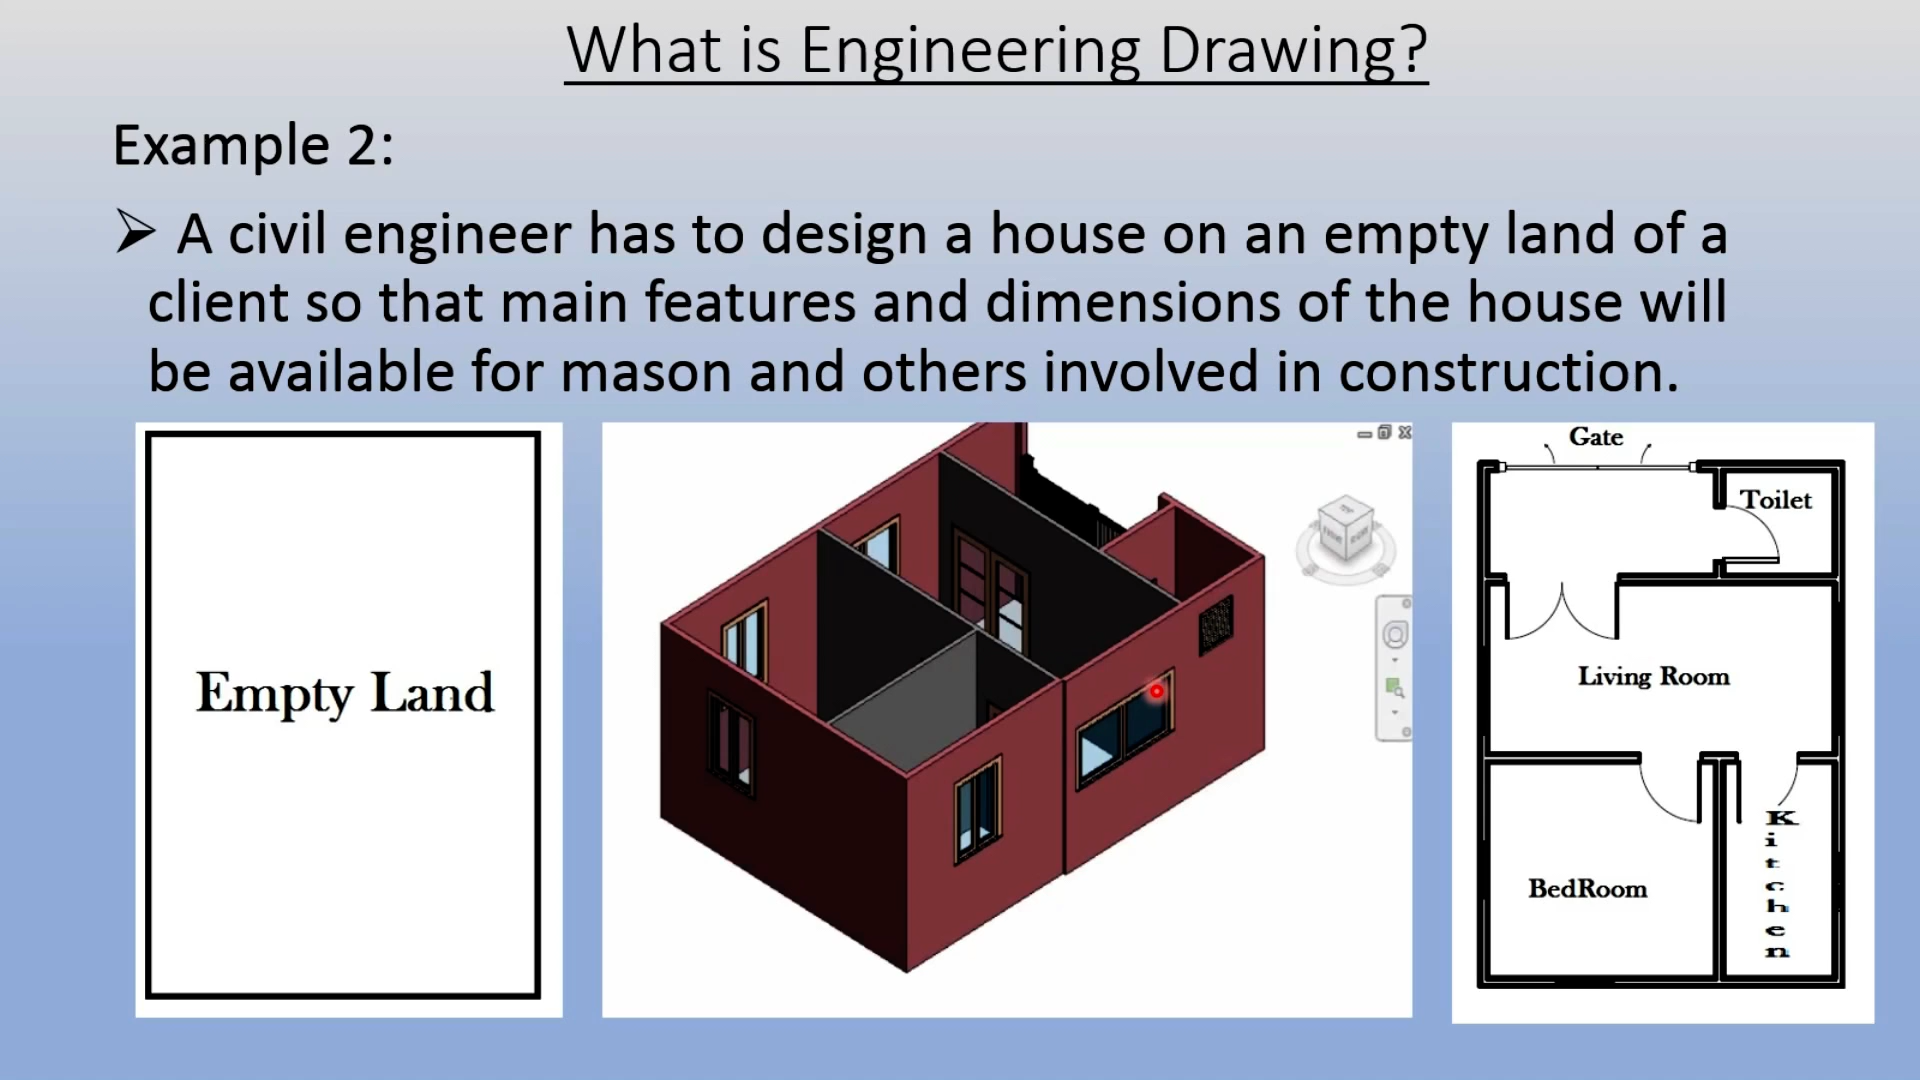 What is Engineering Drawing?
Example 2:
➢ A civil engineer has to design a house on an empty land of a
client so that main features and dimensions of the house will
be available for mason and others involved in construction.
Empty Land
Gate
Toilet
Living Room
BedRoom
Kitchen